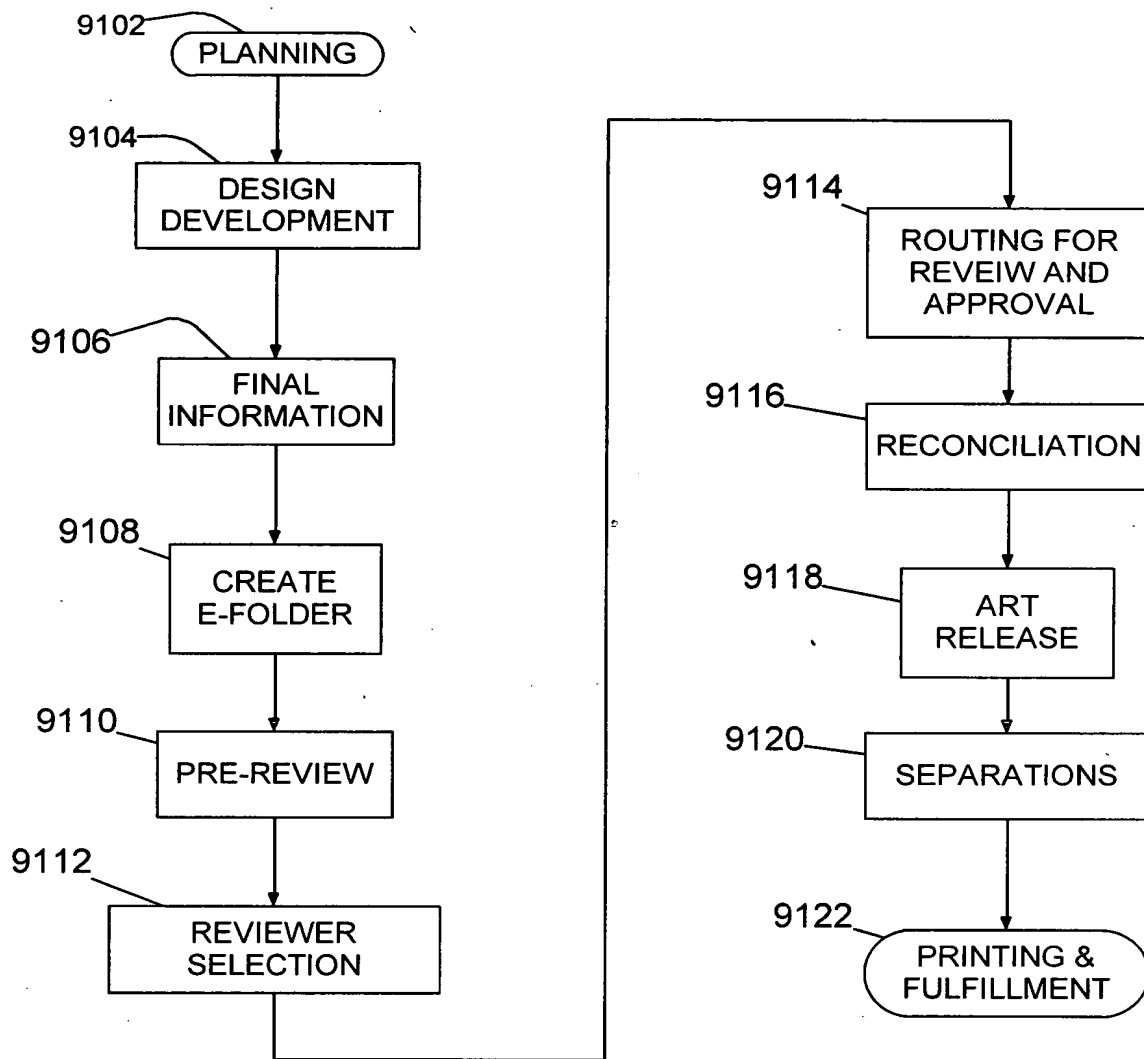 9102
PLANNING
9104
DESIGN
DEVELOPMENT
9106
FINAL
INFORMATION
9108
CREATE
E-FOLDER
9110
PRE-REVIEW
9112
REVIEWER
SELECTION
9114
ROUTING FOR
REVEIW AND
APPROVAL
9116
RECONCILIATION
9118
ART
RELEASE
9120
SEPARATIONS
9122
PRINTING &
FULFILLMENT